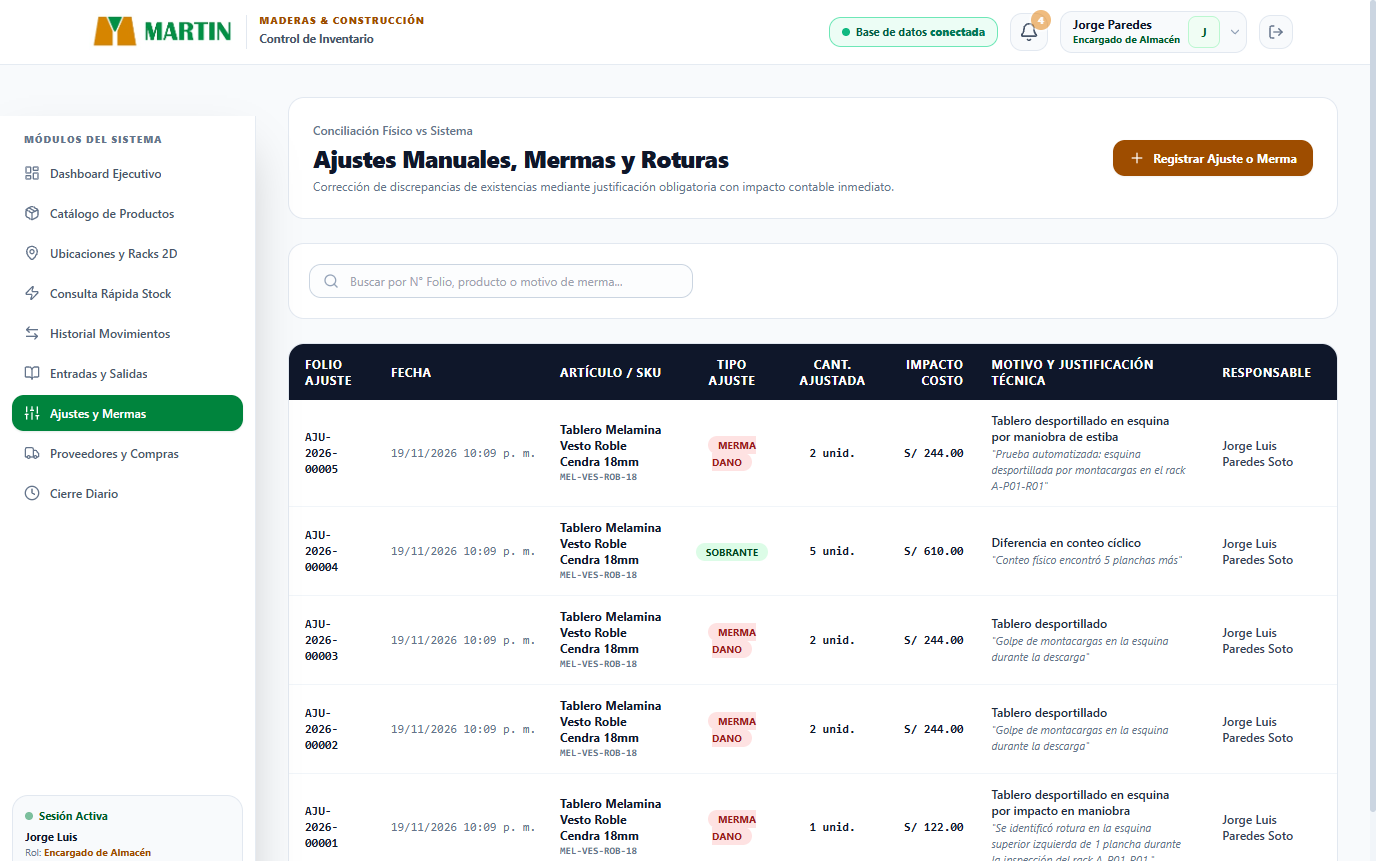 MARTIN
MADERAS & CONSTRUCCIÓN
Control de Inventario
Base de datos conectada
4
Jorge Paredes
Encargado de Almacén
J
MÓDULOS DEL SISTEMA
Dashboard Ejecutivo
Catálogo de Productos
Ubicaciones y Racks 2D
Consulta Rápida Stock
Historial Movimientos
Entradas y Salidas
Ajustes y Mermas
Proveedores y Compras
Cierre Diario
Sesión Activa
Jorge Luis
Rol: Encargado de Almacén
Conciliación Físico vs Sistema
Ajustes Manuales, Mermas y Roturas
Corrección de discrepancias de existencias mediante justificación obligatoria con impacto contable inmediato.
+ Registrar Ajuste o Merma
Buscar por N° Folio, producto o motivo de merma...
FOLIO
AJUSTE
FECHA
ARTÍCULO / SKU
TIPO
AJUSTE
CANT.
AJUSTADA
IMPACTO
COSTO
MOTIVO Y JUSTIFICACIÓN
TÉCNICA
RESPONSABLE
AJU-
2026-
00005
19/11/2026 10:09 p. m.
Tablero Melamina
Vesto Roble
Cendra 18mm
MEL-VES-ROB-18
MERMA
DANO
2 unid.
S/ 244.00
Tablero desportillado en esquina
por maniobra de estiba
"Prueba automatizada: esquina
desportillada por montacargas en el rack
A-P01-R01"
Jorge Luis
Paredes Soto
AJU-
2026-
00004
19/11/2026 10:09 p. m.
Tablero Melamina
Vesto Roble
Cendra 18mm
MEL-VES-ROB-18
SOBRANTE
5 unid.
S/ 610.00
Diferencia en conteo cíclico
"Conteo físico encontró 5 planchas más"
Jorge Luis
Paredes Soto
AJU-
2026-
00003
19/11/2026 10:09 p. m.
Tablero Melamina
Vesto Roble
Cendra 18mm
MEL-VES-ROB-18
MERMA
DANO
2 unid.
S/ 244.00
Tablero desportillado
"Golpe de montacargas en la esquina
durante la descarga"
Jorge Luis
Paredes Soto
AJU-
2026-
00002
19/11/2026 10:09 p. m.
Tablero Melamina
Vesto Roble
Cendra 18mm
MEL-VES-ROB-18
MERMA
DANO
2 unid.
S/ 244.00
Tablero desportillado
"Golpe de montacargas en la esquina
durante la descarga"
Jorge Luis
Paredes Soto
AJU-
2026-
00001
19/11/2026 10:09 p. m.
Tablero Melamina
Vesto Roble
Cendra 18mm
MEL-VES-ROB-18
MERMA
DANO
1 unid.
S/ 122.00
Tablero desportillado en esquina
por impacto en maniobra
"Se identificó rotura en la esquina
superior izquierda de 1 plancha durante
la inspección del rack A-P01-R01."
Jorge Luis
Paredes Soto